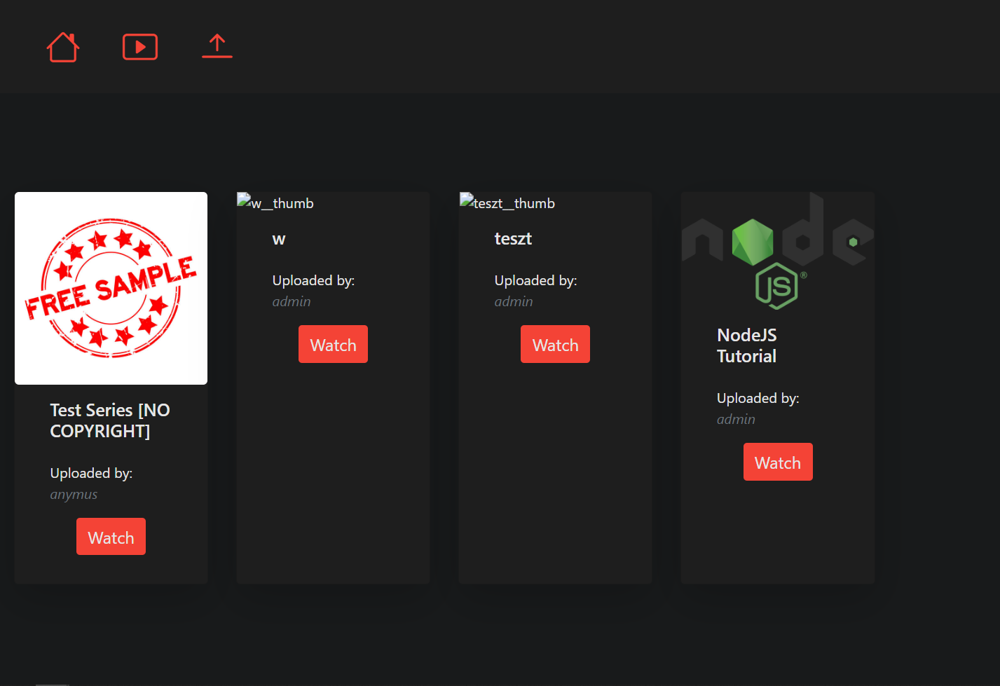 FREE SAMPLE
Test Series [NO
COPYRIGHT]
Uploaded by:
anymus
Watch
w__thumb
w
Uploaded by:
admin
Watch
teszt__thumb
teszt
Uploaded by:
admin
Watch
node
JS®
NodeJS
Tutorial
Uploaded by:
admin
Watch